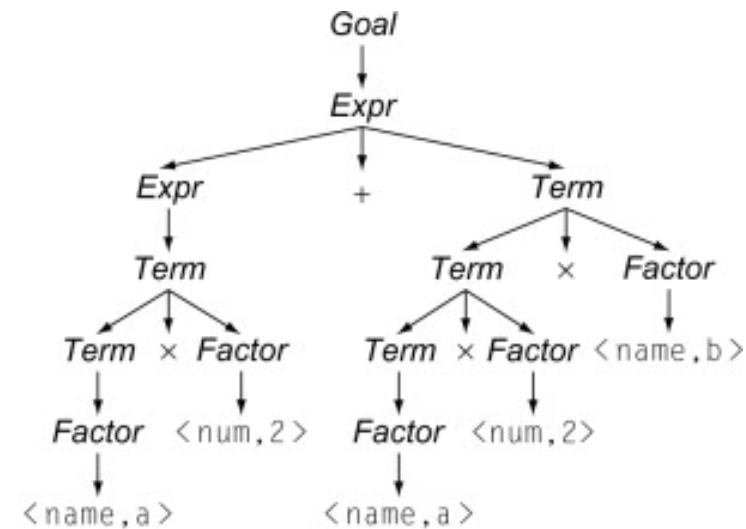 Goal
Expr
Expr + Term
Term Term × Factor
Term × Factor Term × Factor <name,b>
Factor <num,2> Factor <num,2>
<name,a> <name,a>